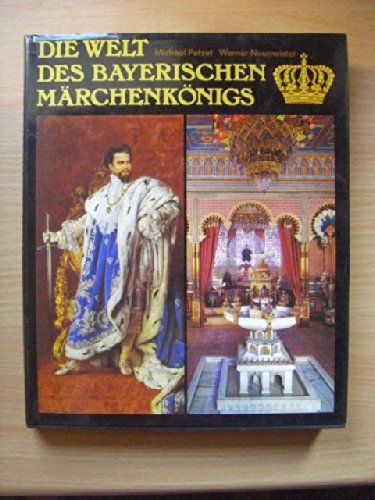 DIE WELT
Michael Petzet Werner Neumeister
DES BAYERISCHEN
MÄRCHENKÖNIGS